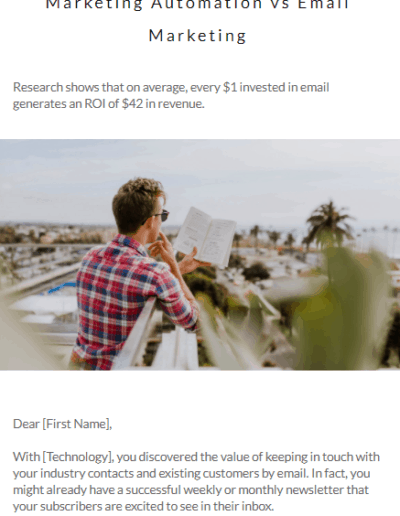 Marketing Automation vs Email
Marketing
Research shows that on average, every $1 invested in email
generates an ROI of $42 in revenue.
Dear [First Name],
With [Technology], you discovered the value of keeping in touch with
your industry contacts and existing customers by email. In fact, you
might already have a successful weekly or monthly newsletter that
your subscribers are excited to see in their inbox.